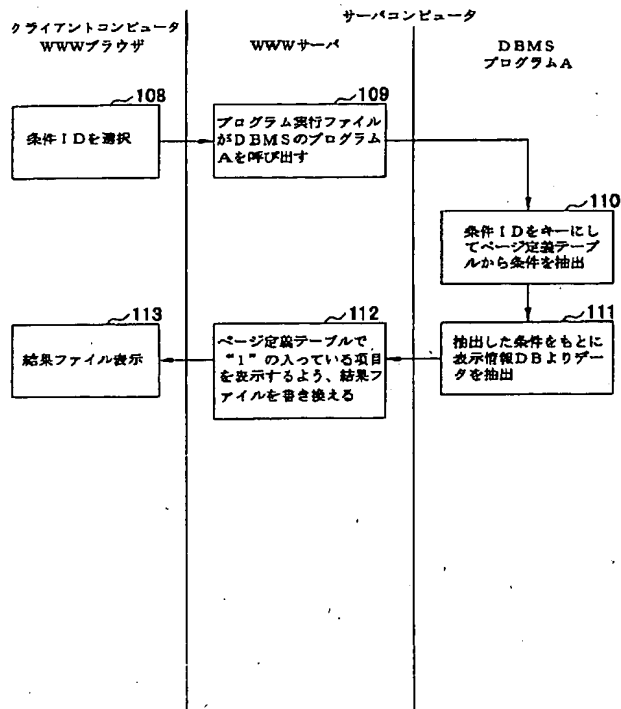 クライアントコンピュータ
WWWブラウザ
サーバコンピュータ
WWWサーバ
DBMS
プログラムA
108
条件IDを選択
109
プログラム実行ファイル
がDBMSのプログラム
Aを呼び出す
110
条件IDをキーにし
てページ定義テーブ
ルから条件を抽出
111
抽出した条件をもとに
表示情報DBよりデー
タを抽出
112
ページ定義テーブルで
“1”の入っている項目
を表示するよう、結果フ
ァイルを書き換える
113
結果ファイル表示